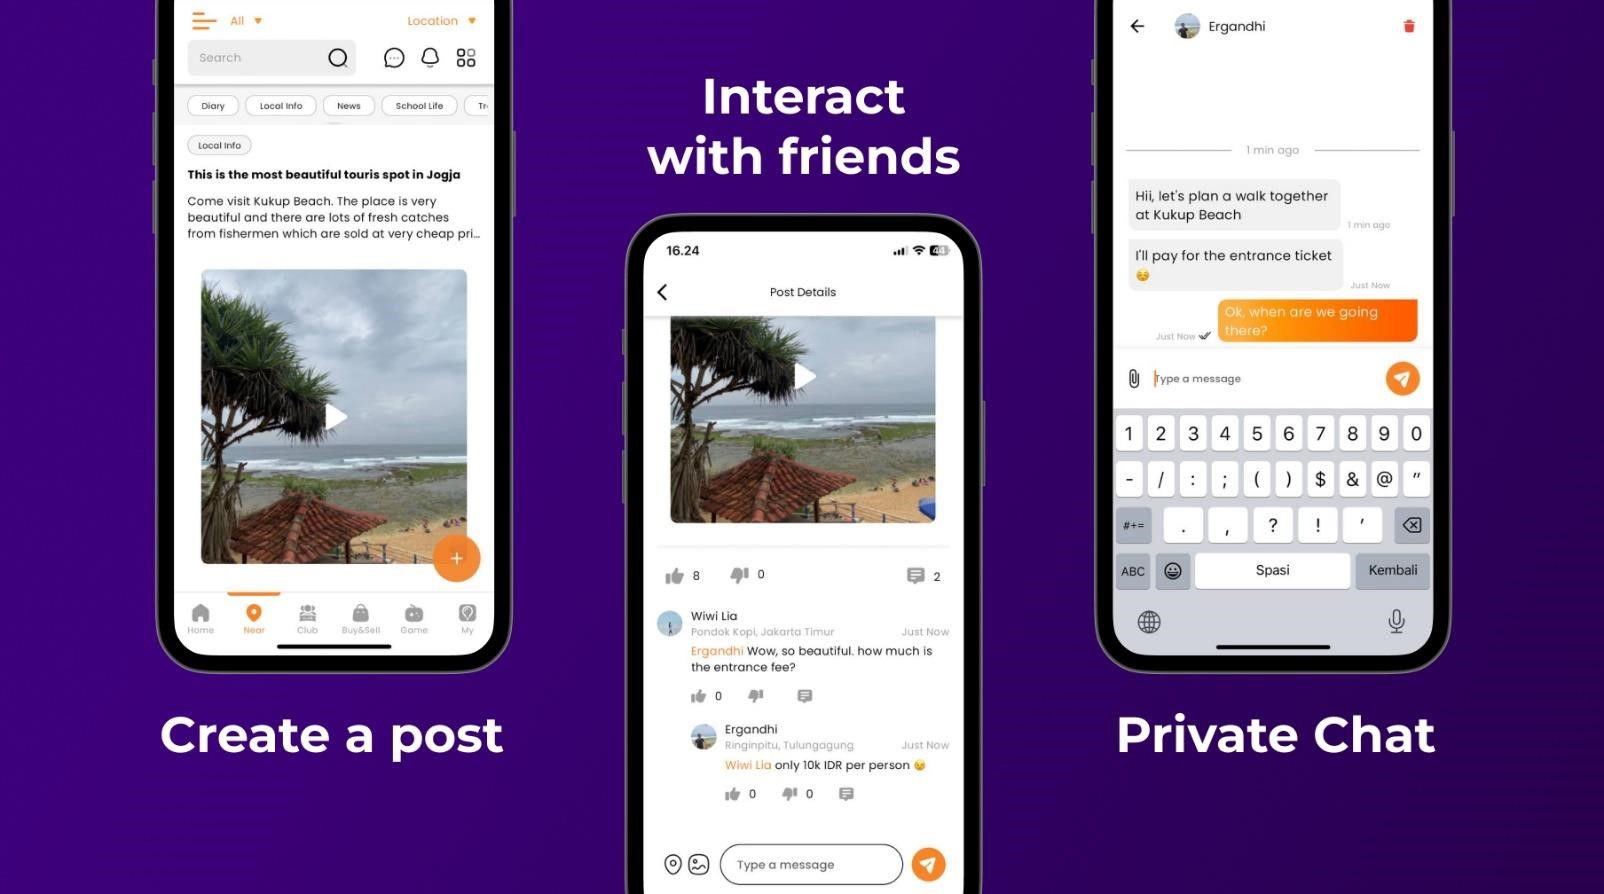 All
Location
Search
Diary
Local Info
News
School Life
Tr
Local Info
This is the most beautiful touris spot in Jogja
Come visit Kukup Beach. The place is very
beautiful and there are lots of fresh catches
from fishermen which are sold at very cheap pri...
Home
Near
Club
Buy&Sell
Game
My
Create a post
Interact
with friends
16.24
44
Post Details
8
0
2
Wiwi Lia
Pondok Kopi, Jakarta Timur
Just Now
Ergandhi Wow, so beautiful. how much is
the entrance fee?
0
Ergandhi
Ringinpitu, Tulungagung
Just Now
Wiwi Lia only 10k IDR per person 😉
0
0
Type a message
Ergandhi
1 min ago
Hii, let's plan a walk together
at Kukup Beach
1 min ago
I'll pay for the entrance ticket
☺️
Just Now
Ok, when are we going
there?
Just Now
Type a message
1 2 3 4 5 6 7 8 9 0
- / : ; ( ) $ & @ "
#+= . , ? ! '
ABC Spasi Kembali
Private Chat